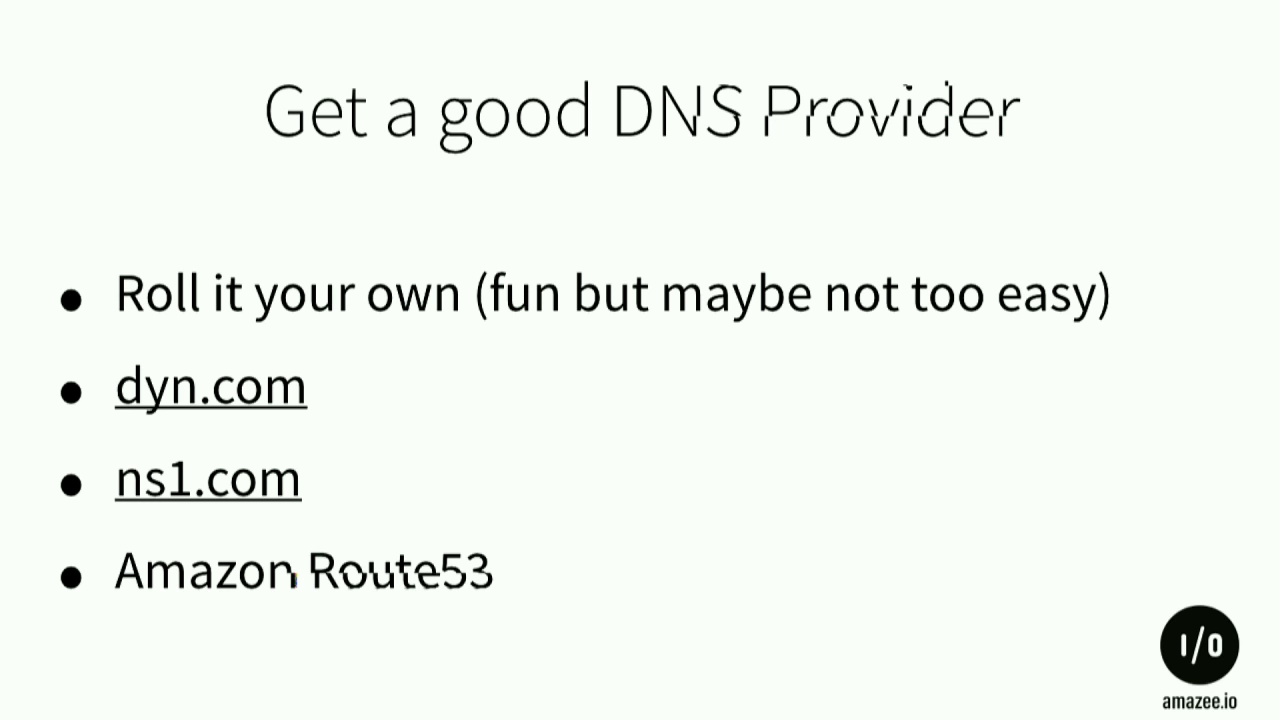 Get a good DNS Provider
• Roll it your own (fun but maybe not too easy)
• dyn.com
• ns1.com
• Amazon Route53
I/O
amazee.io